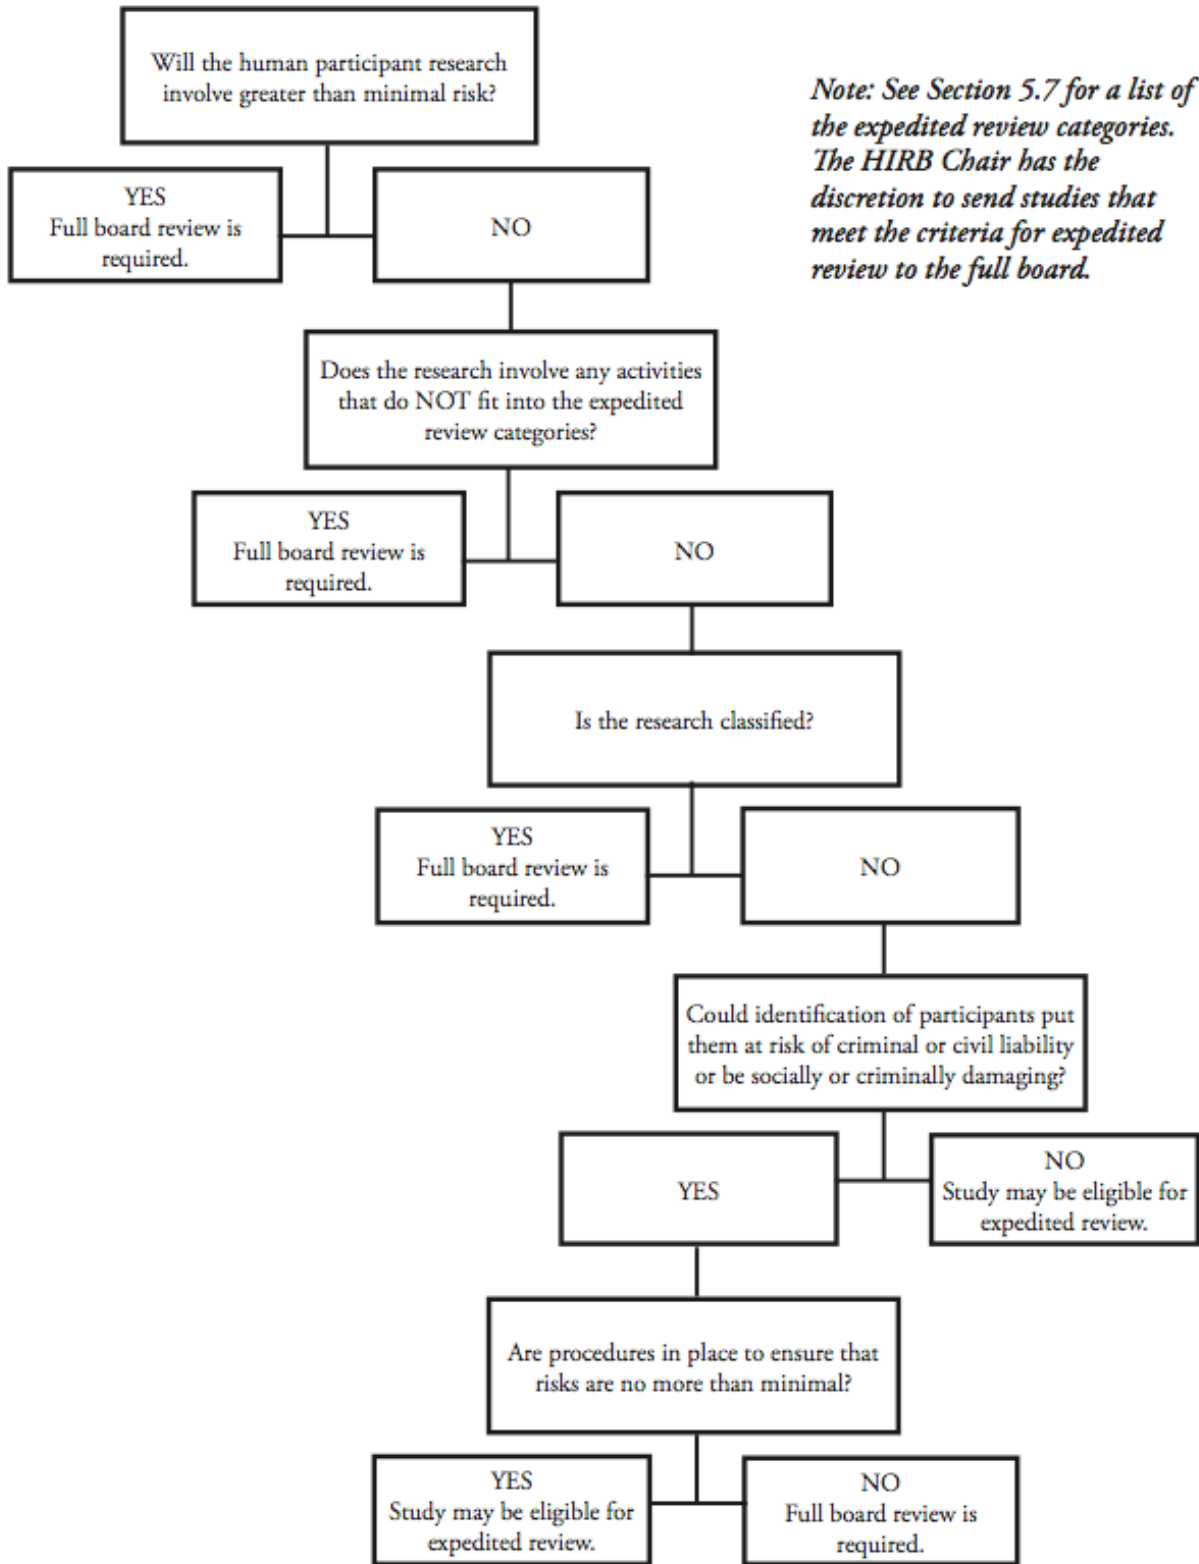 Will the human participant research
involve greater than minimal risk?
Note: See Section 5.7 for a list of
the expedited review categories.
The HIRB Chair has the
discretion to send studies that
meet the criteria for expedited
review to the full board.
YES
Full board review is
required.
NO
Does the research involve any activities
that do NOT fit into the expedited
review categories?
YES
Full board review is
required.
NO
Is the research classified?
YES
Full board review is
required.
NO
Could identification of participants put
them at risk of criminal or civil liability
or be socially or criminally damaging?
YES
NO
Study may be eligible for
expedited review.
Are procedures in place to ensure that
risks are no more than minimal?
YES
Study may be eligible for
expedited review.
NO
Full board review is
required.